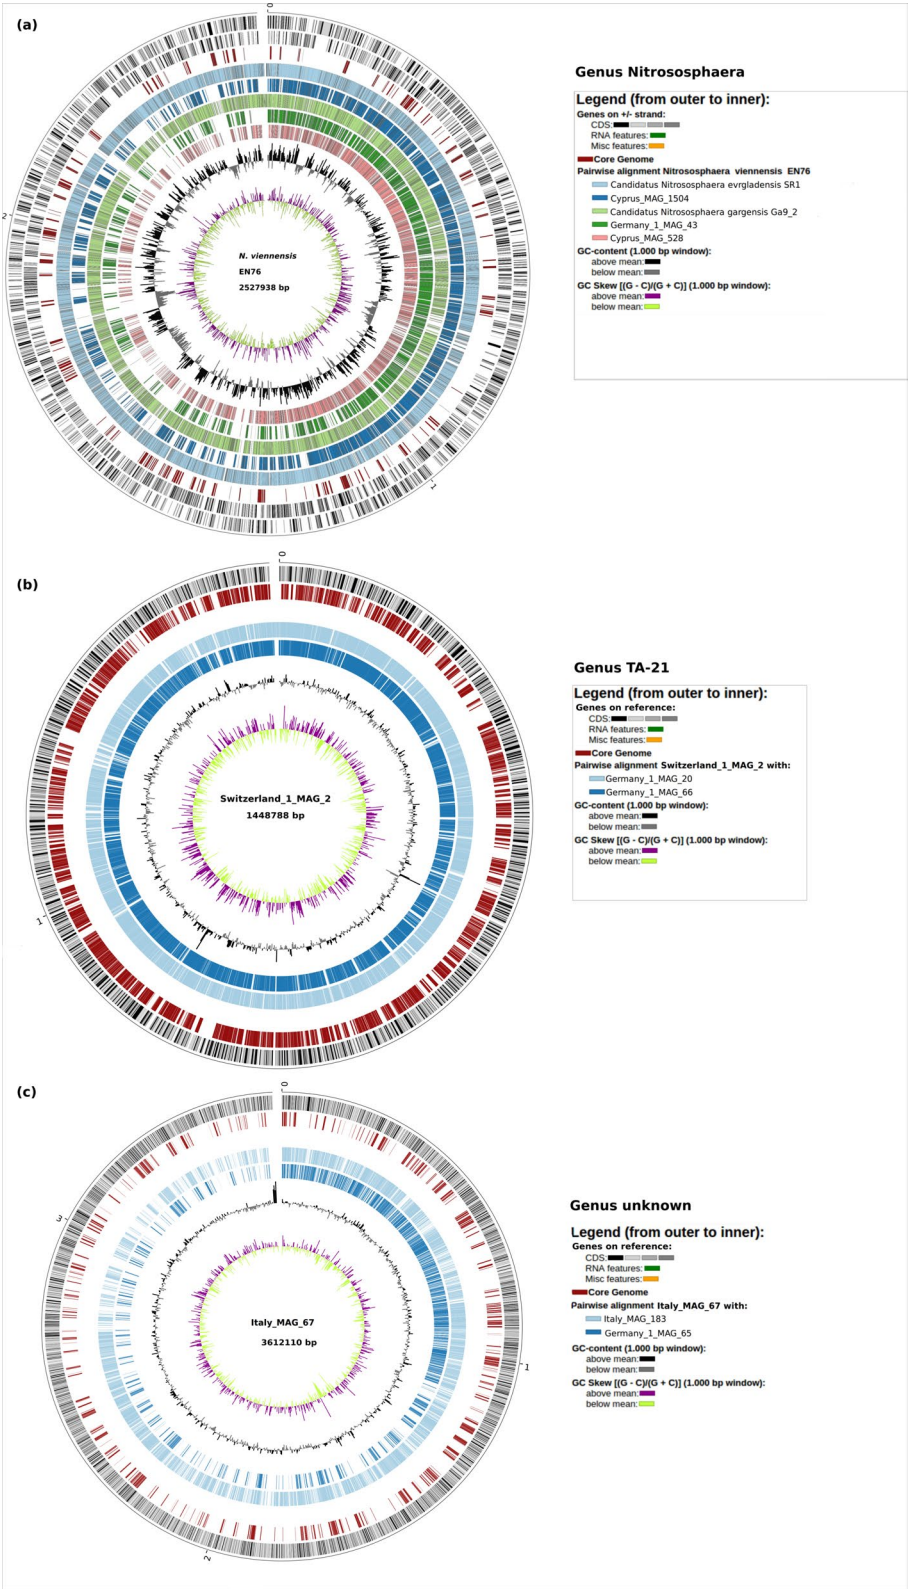 (a)
0
1
2
N. viennensis
EN76
2527938 bp
Genus Nitrososphaera
Legend (from outer to inner):
Genes on +/- strand:
CDS:
RNA features:
Misc features:
Core Genome
Pairwise alignment Nitrososphaera viennensis EN76
Candidatus Nitrososphaera evrgladensis SR1
Cyprus_MAG_1504
Candidatus Nitrososphaera gargensis Ga9_2
Germany_1_MAG_43
Cyprus_MAG_528
GC-content (1.000 bp window):
above mean:
below mean:
GC Skew [(G - C)/(G + C)] (1.000 bp window):
above mean:
below mean:
(b)
0
1
Switzerland_1_MAG_2
1448788 bp
Genus TA-21
Legend (from outer to inner):
Genes on reference:
CDS:
RNA features:
Misc features:
Core Genome
Pairwise alignment Switzerland_1_MAG_2 with:
Germany_1_MAG_20
Germany_1_MAG_66
GC-content (1.000 bp window):
above mean:
below mean:
GC Skew [(G - C)/(G + C)] (1.000 bp window):
above mean:
below mean:
(c)
0
1
2
3
Italy_MAG_67
3612110 bp
Genus unknown
Legend (from outer to inner):
Genes on reference:
CDS:
RNA features:
Misc features:
Core Genome
Pairwise alignment Italy_MAG_67 with:
Italy_MAG_183
Germany_1_MAG_65
GC-content (1.000 bp window):
above mean:
below mean:
GC Skew [(G - C)/(G + C)] (1.000 bp window):
above mean:
below mean: